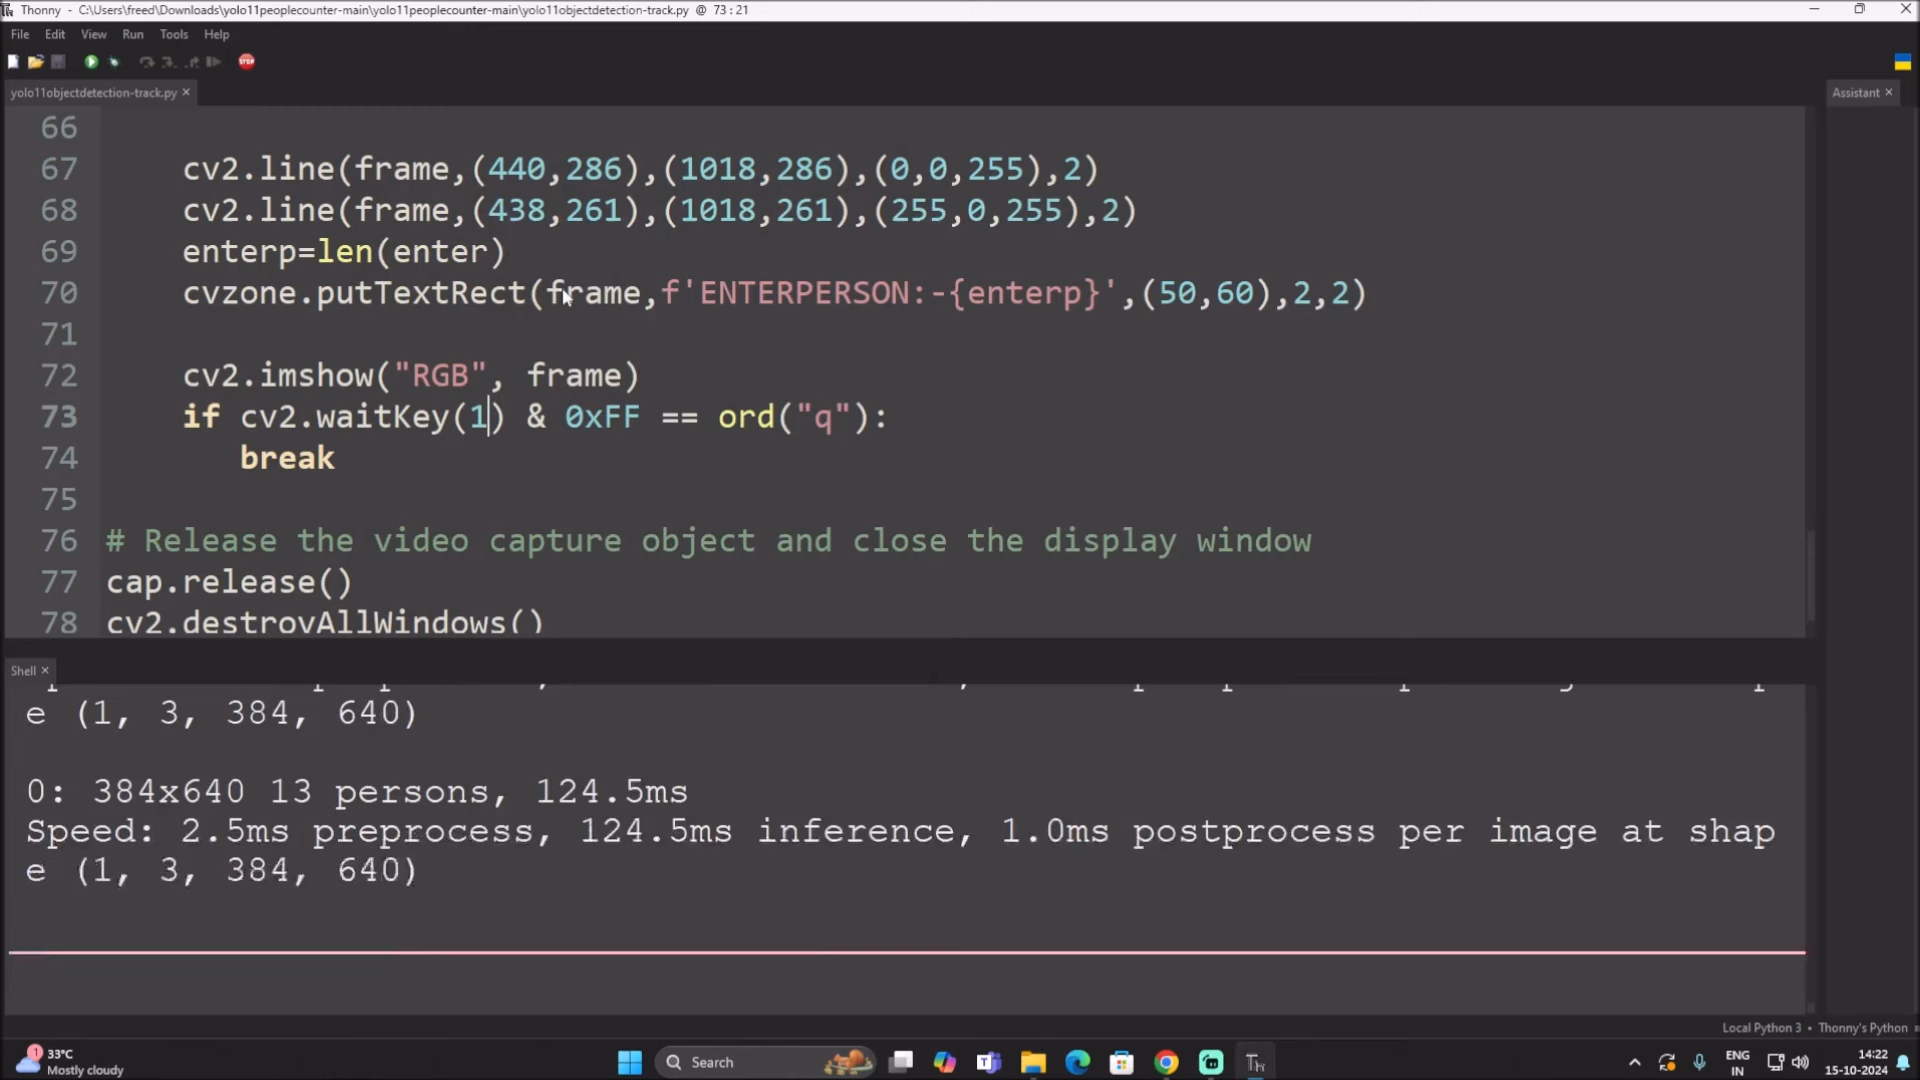 Thonny - C:\Users\freed\Downloads\yolo11peoplecounter-main\yolo11peoplecounter-main\yolo11objectdetection-track.py @ 73:21
File Edit View Run Tools Help
STOP
yolo11objectdetection-track.py ×
Assistant ×
66
67 cv2.line(frame,(440,286),(1018,286),(0,0,255),2)
68 cv2.line(frame,(438,261),(1018,261),(255,0,255),2)
69 enterp=len(enter)
70 cvzone.putTextRect(frame,f'ENTERPERSON:-{enterp}',(50,60),2,2)
71
72 cv2.imshow("RGB", frame)
73 if cv2.waitKey(1) & 0xFF == ord("q"):
74 break
75
76 # Release the video capture object and close the display window
77 cap.release()
78 cv2.destroyAllWindows()
Shell ×
e (1, 3, 384, 640)
0: 384x640 13 persons, 124.5ms
Speed: 2.5ms preprocess, 124.5ms inference, 1.0ms postprocess per image at shap
e (1, 3, 384, 640)
Local Python 3 • Thonny's Python
1
33°C
Mostly cloudy
Search
ENG
IN
14:22
15-10-2024